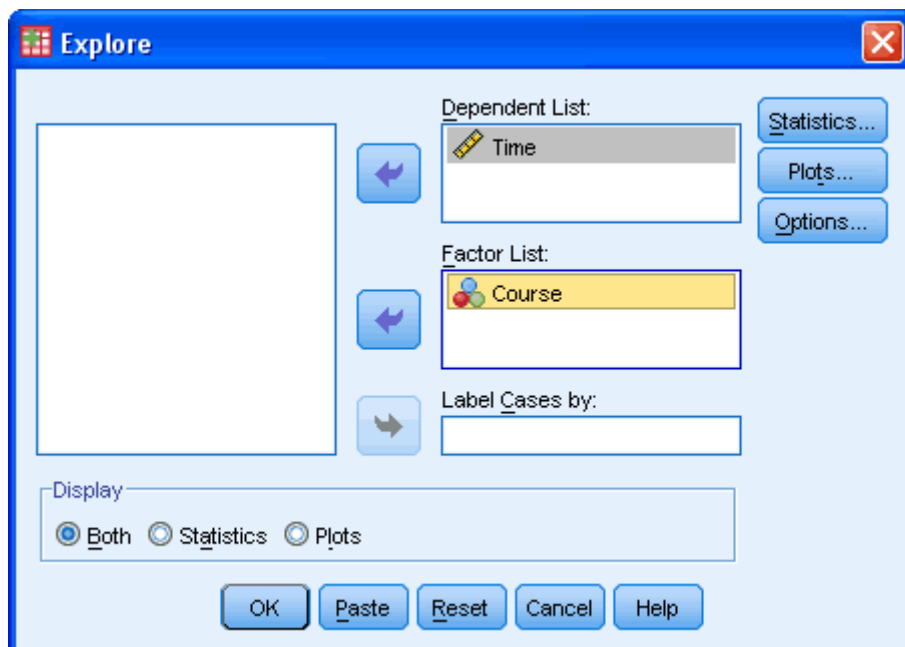 Explore
Dependent List:
Time
Statistics...
Plots...
Options...
Factor List:
Course
Label Cases by:
Display
Both Statistics Plots
OK Paste Reset Cancel Help